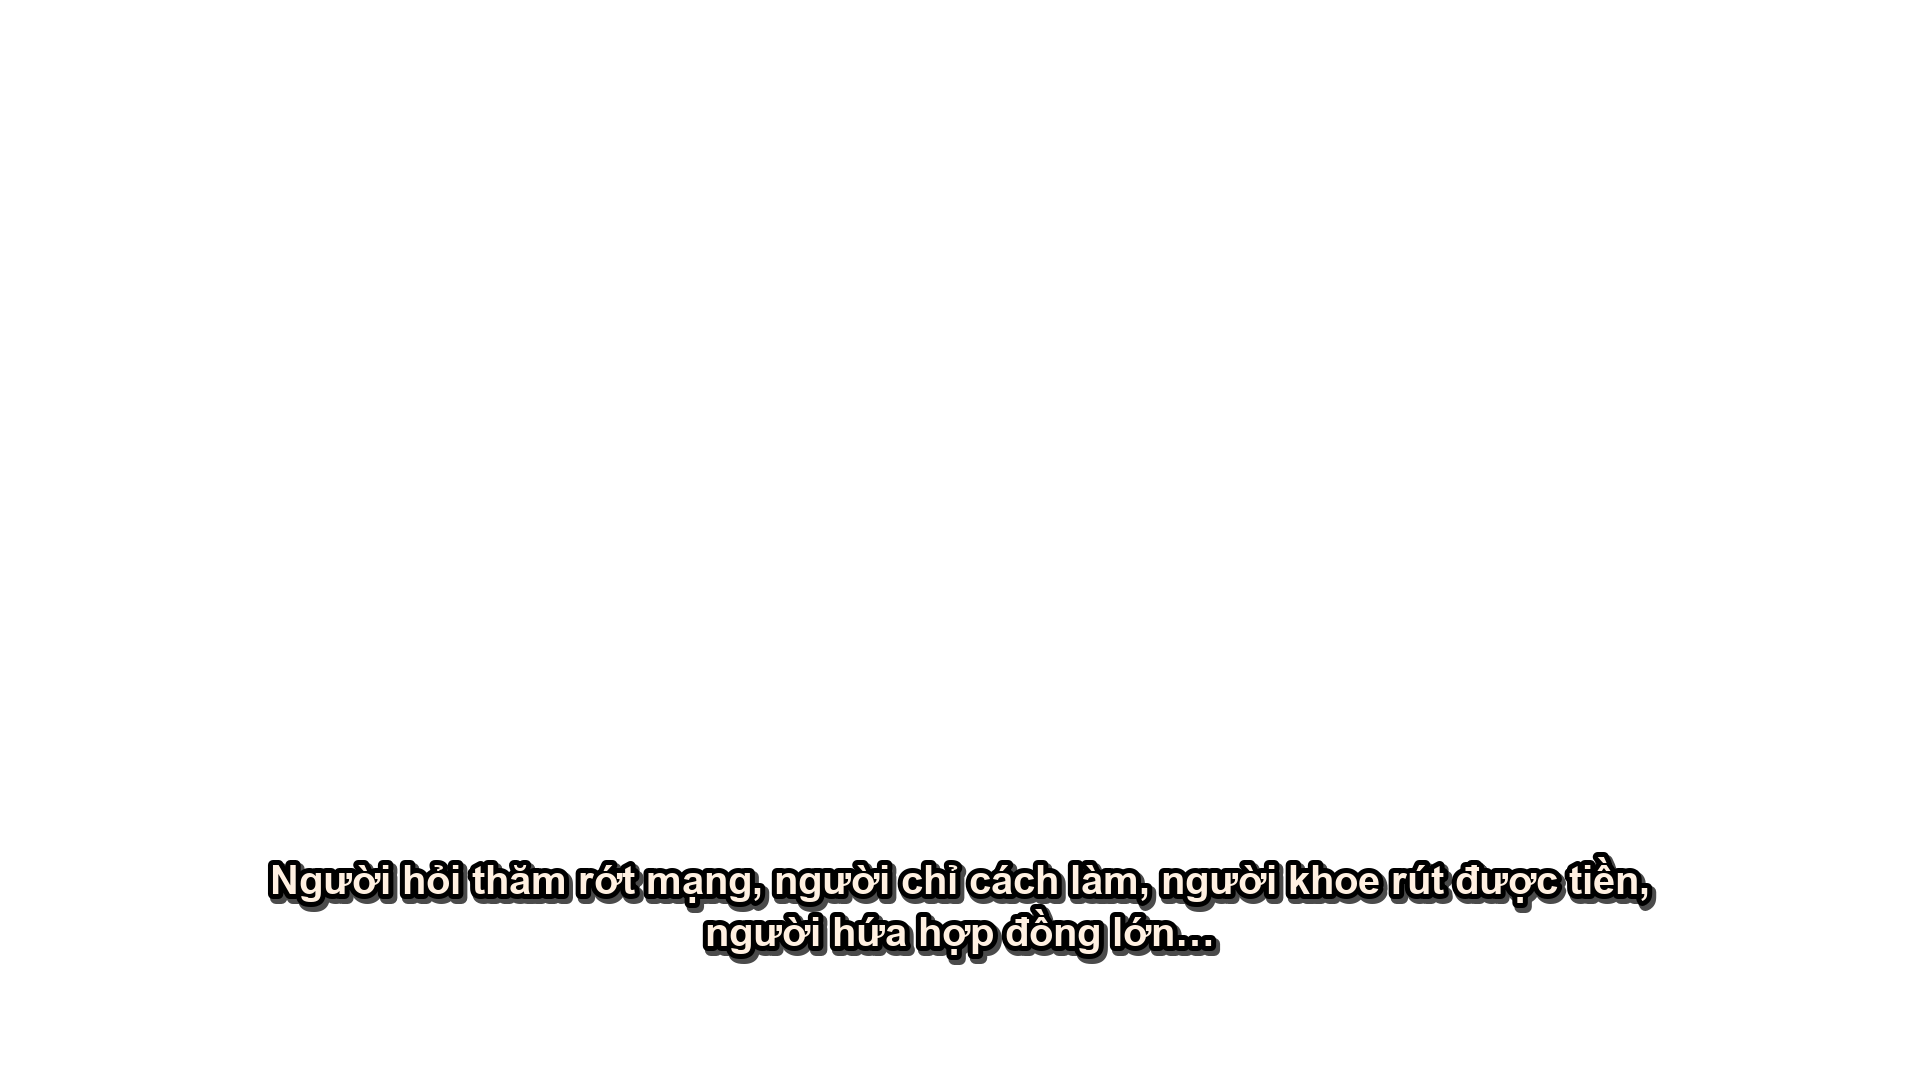 Người hỏi thăm rớt mạng, người chỉ cách làm, người khoe rút được tiền,
người hứa hợp đồng lớn...